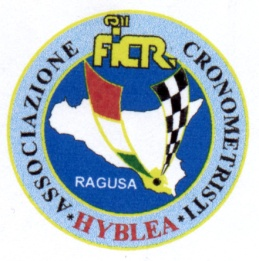 FICR
ASSOCIAZIONE CRONOMETRISTI
*HYBLEA*
RAGUSA